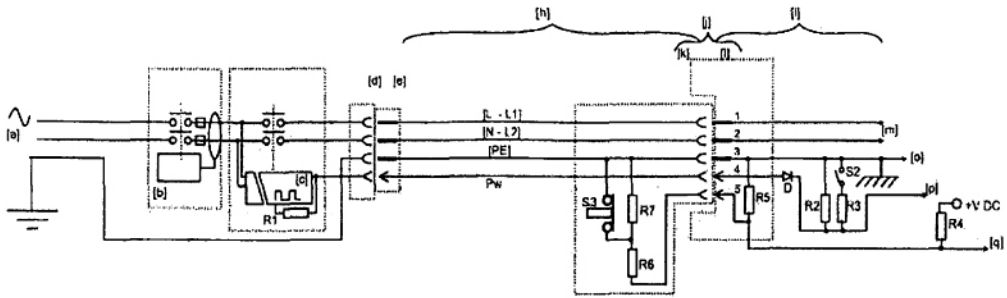 [h]
[j]
[i]
[k]
[l]
[d]
[e]
[L - L1]
1
[a]
[N - L2]
2
[m]
[PE]
3
[o]
[b]
[c]
Pw
4
D
S2
[p]
R1
S3
R7
5
R5
R2
R3
+V DC
R4
R6
[q]